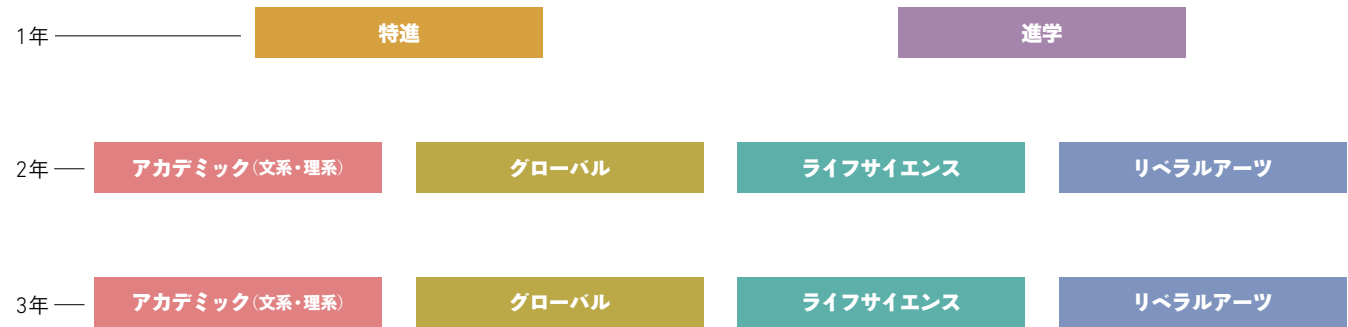 1年 特進 進学
2年 アカデミック(文系・理系) グローバル ライフサイエンス リベラルアーツ
3年 アカデミック(文系・理系) グローバル ライフサイエンス リベラルアーツ